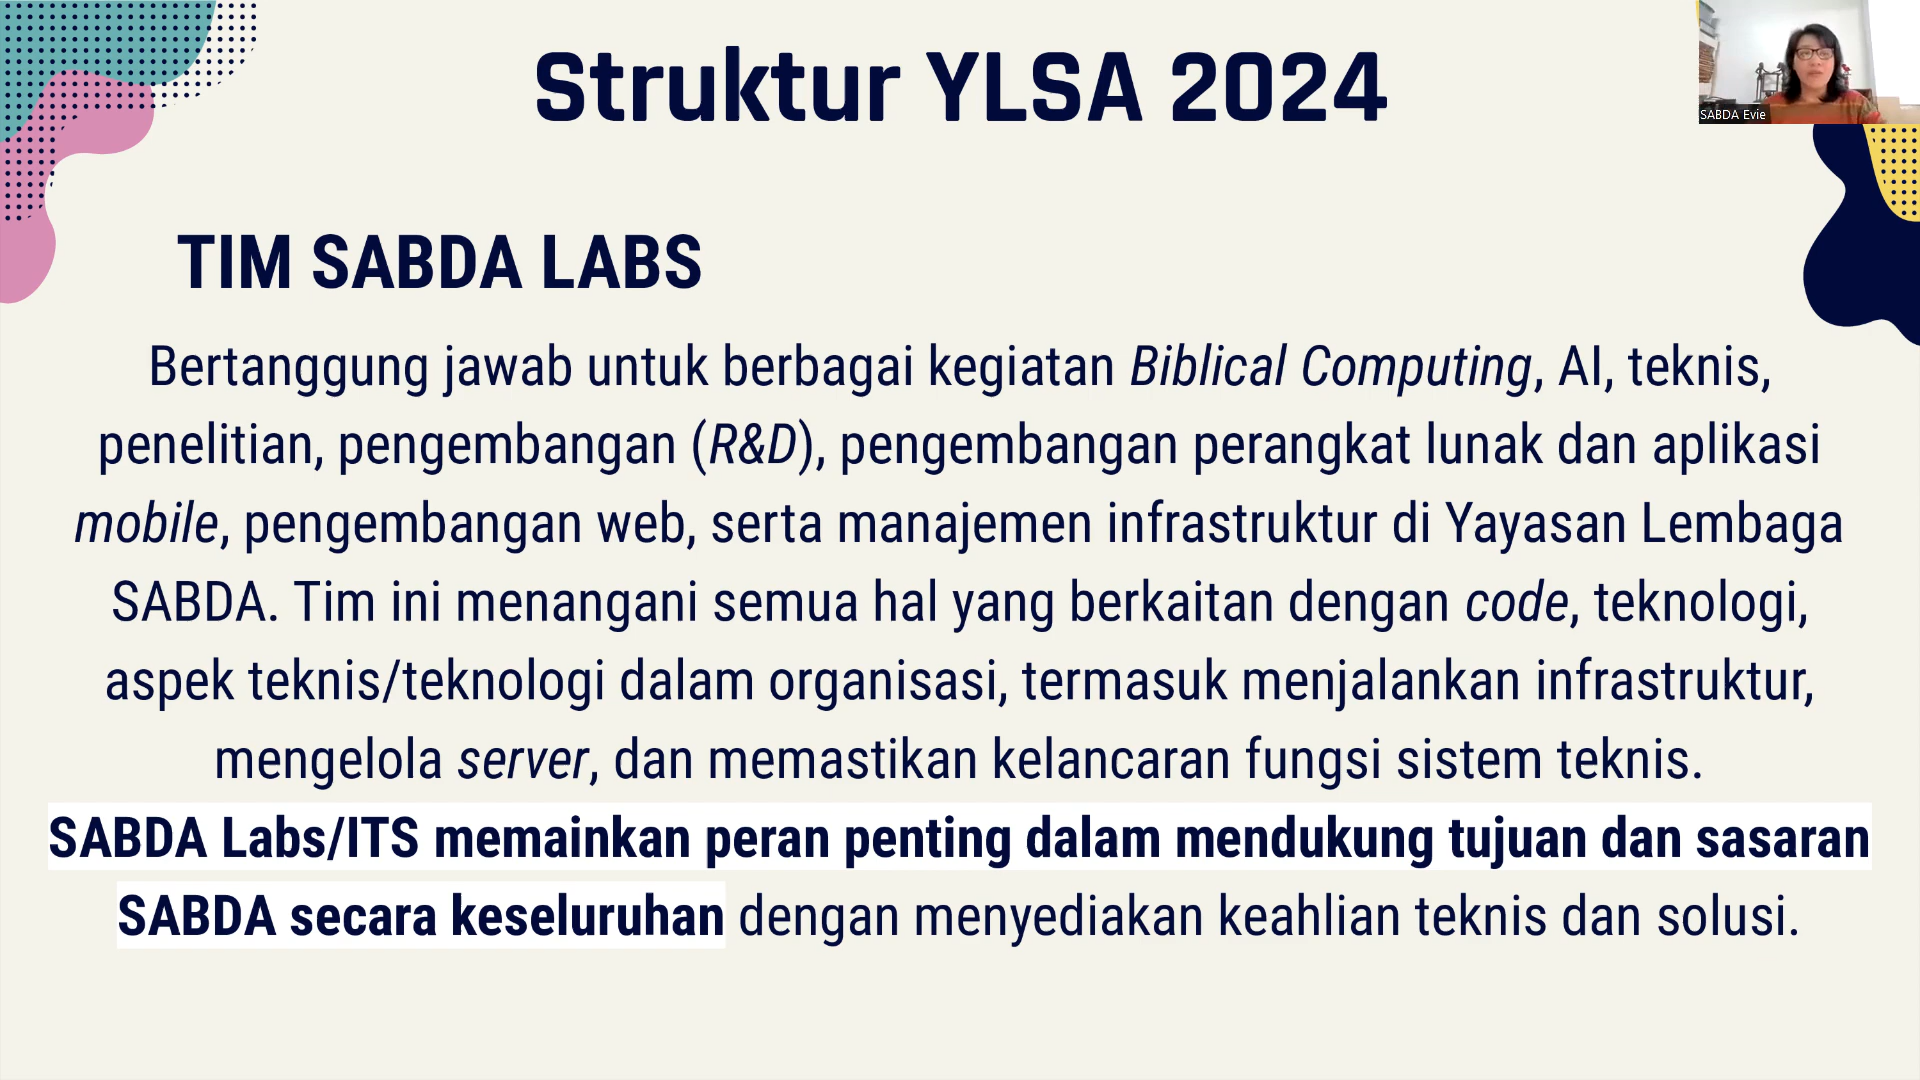 Struktur YLSA 2024
SABDA Evie
TIM SABDA LABS
Bertanggung jawab untuk berbagai kegiatan Biblical Computing, AI, teknis,
penelitian, pengembangan (R&D), pengembangan perangkat lunak dan aplikasi
mobile, pengembangan web, serta manajemen infrastruktur di Yayasan Lembaga
SABDA. Tim ini menangani semua hal yang berkaitan dengan code, teknologi,
aspek teknis/teknologi dalam organisasi, termasuk menjalankan infrastruktur,
mengelola server, dan memastikan kelancaran fungsi sistem teknis.
SABDA Labs/ITS memainkan peran penting dalam mendukung tujuan dan sasaran
SABDA secara keseluruhan dengan menyediakan keahlian teknis dan solusi.